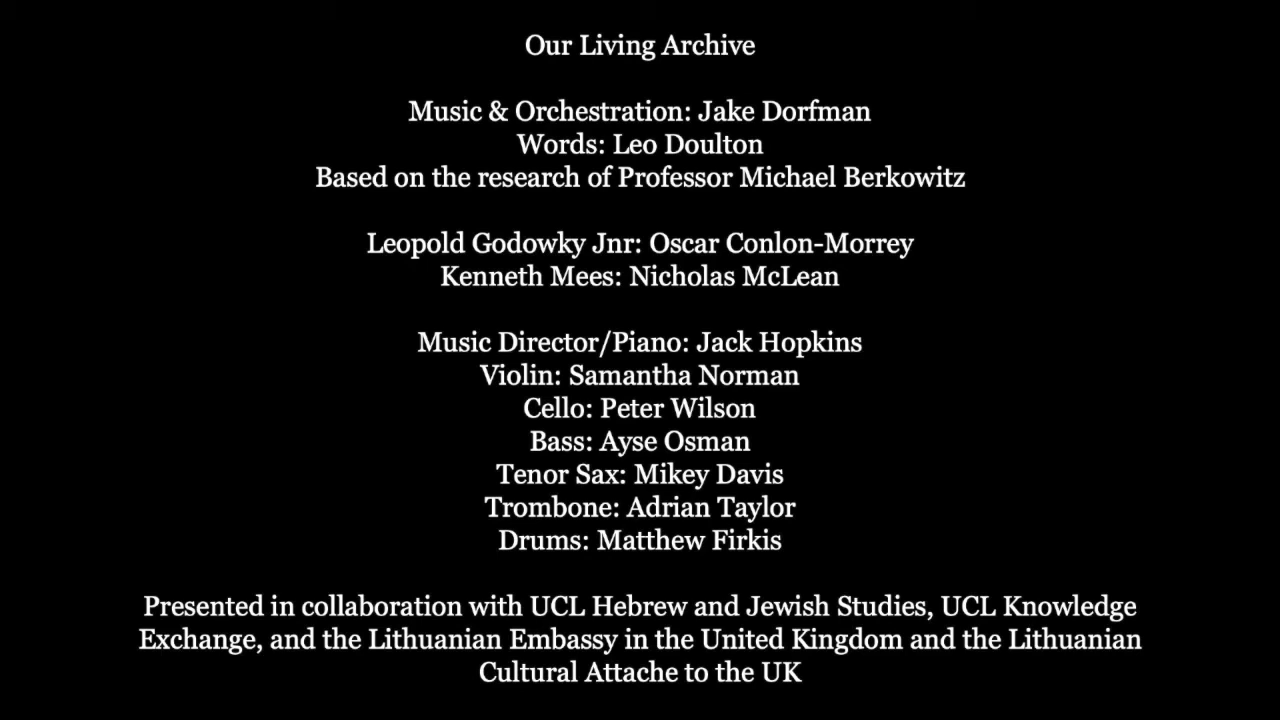 Our Living Archive
Music & Orchestration: Jake Dorfman
Words: Leo Doulton
Based on the research of Professor Michael Berkowitz
Leopold Godowky Jnr: Oscar Conlon-Morrey
Kenneth Mees: Nicholas McLean
Music Director/Piano: Jack Hopkins
Violin: Samantha Norman
Cello: Peter Wilson
Bass: Ayse Osman
Tenor Sax: Mikey Davis
Trombone: Adrian Taylor
Drums: Matthew Firkis
Presented in collaboration with UCL Hebrew and Jewish Studies, UCL Knowledge
Exchange, and the Lithuanian Embassy in the United Kingdom and the Lithuanian
Cultural Attache to the UK